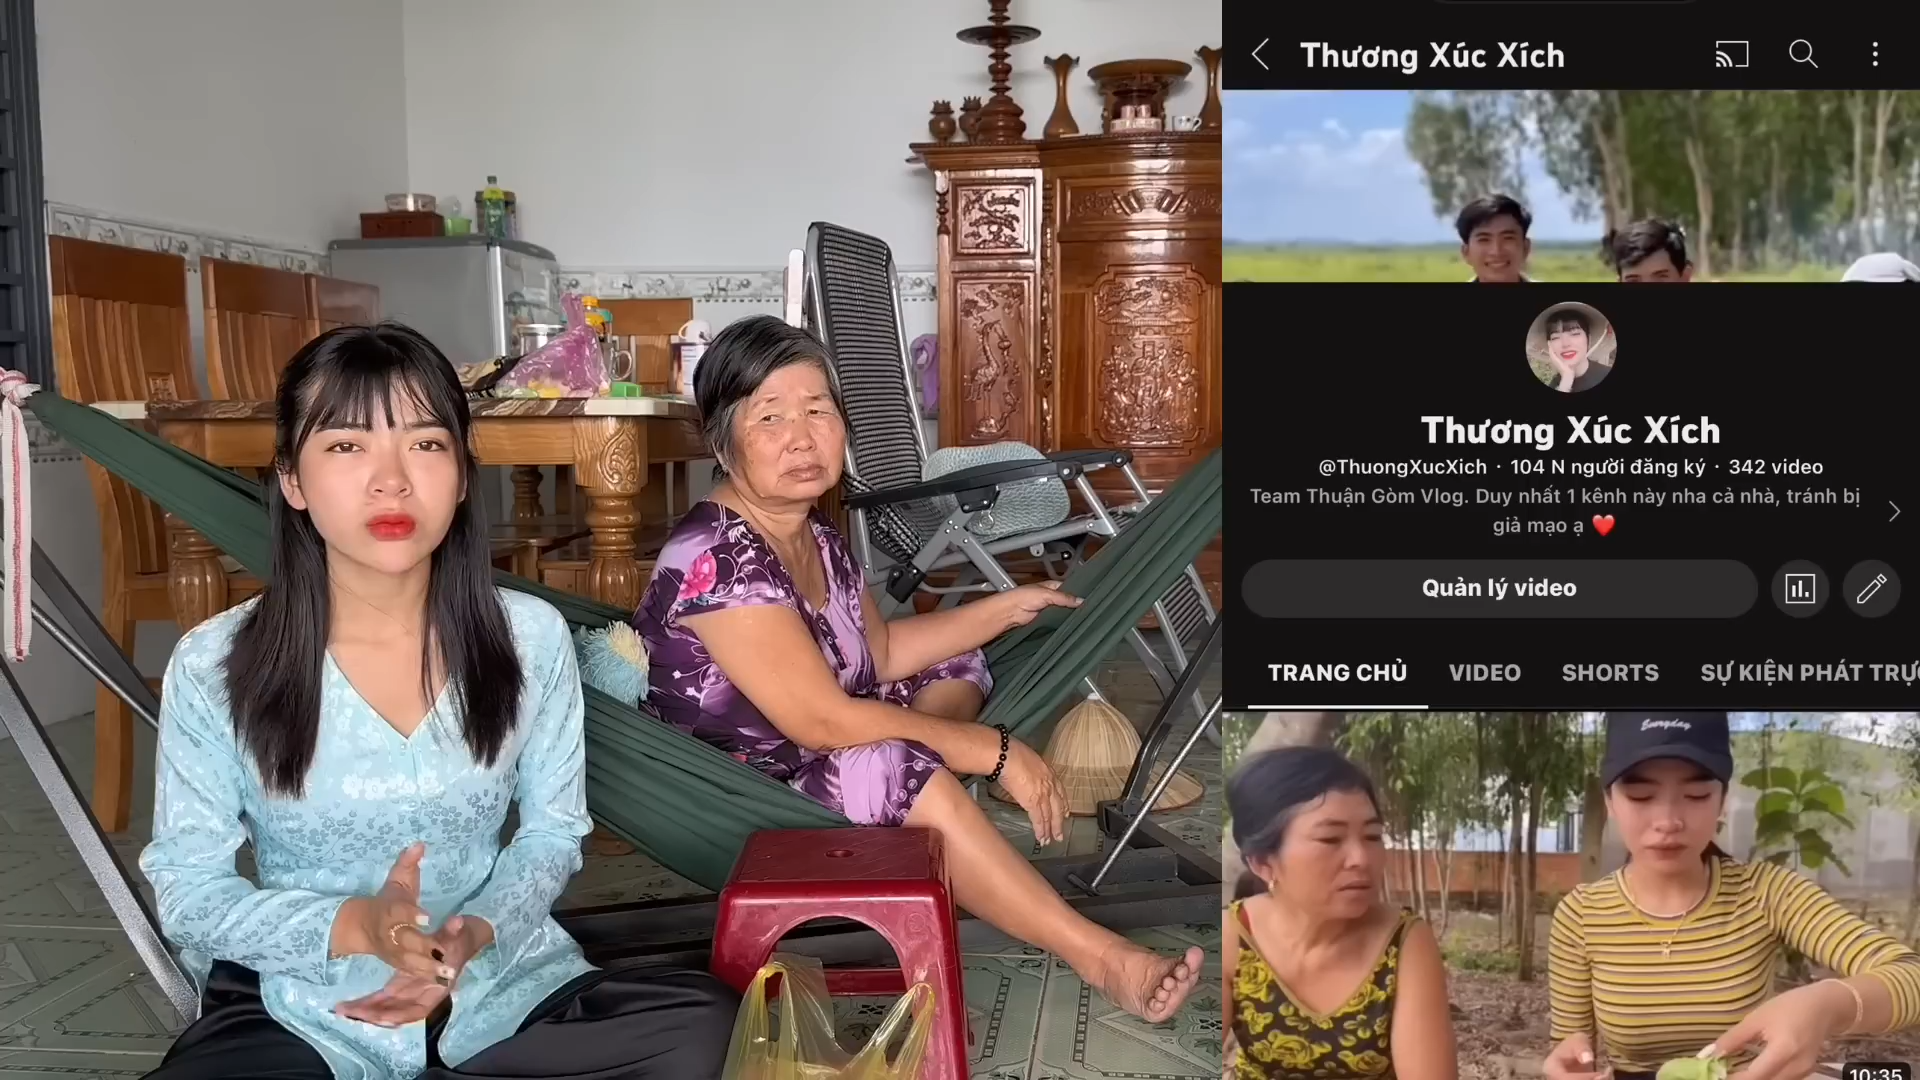 Thương Xúc Xích
Thương Xúc Xích
@ThuongXucXich · 104 N người đăng ký · 342 video
Team Thuận Gòm Vlog. Duy nhất 1 kênh này nha cả nhà, tránh bị
giả mạo ạ ❤️
Quản lý video
TRANG CHỦ VIDEO SHORTS SỰ KIỆN PHÁT TRỰ
Everyday
10:35